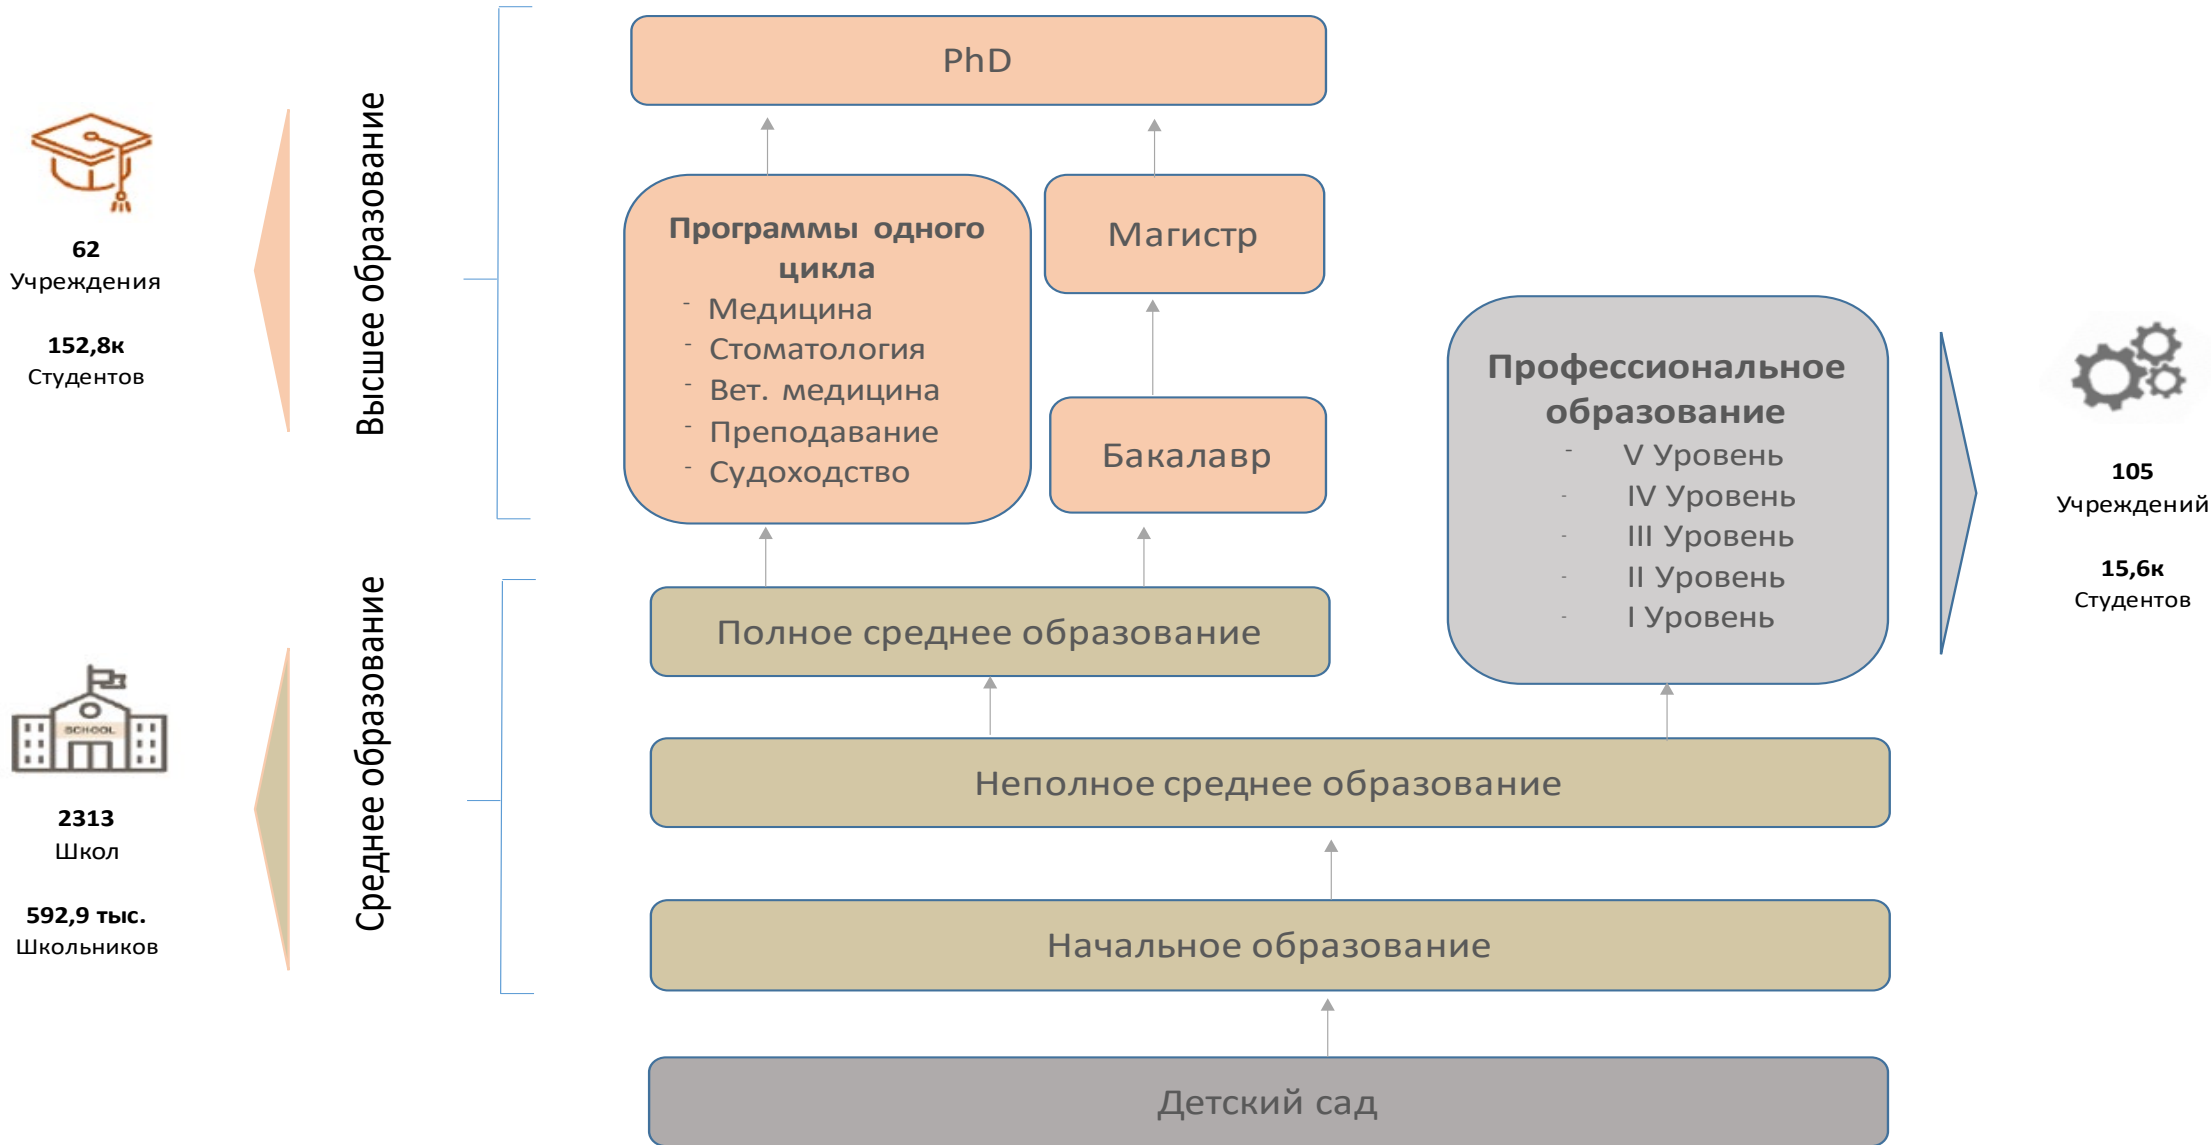 PhD
Высшее образование
62
Учреждения
152,8к
Студентов
Программы одного
цикла
- Медицина
- Стоматология
- Вет. медицина
- Преподавание
- Судоходство
Магистр
Бакалавр
Профессиональное
образование
- V Уровень
- IV Уровень
- III Уровень
- II Уровень
- I Уровень
105
Учреждений
15,6к
Студентов
Среднее образование
SCHOOL
2313
Школ
592,9 тыс.
Школьников
Полное среднее образование
Неполное среднее образование
Начальное образование
Детский сад